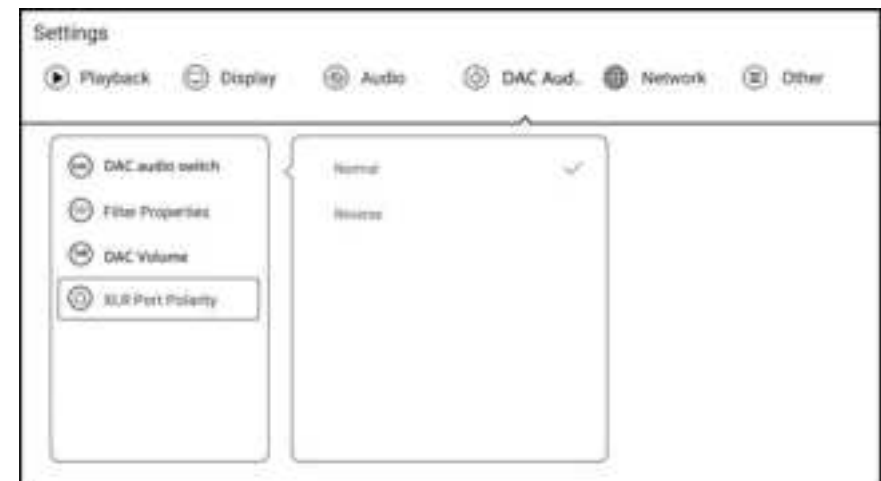 Settings
Playback Display Audio DAC Aud. Network Other
DAC audio switch
Filter Properties
DAC Volume
XLR Port Polarity
Normal
Reverse